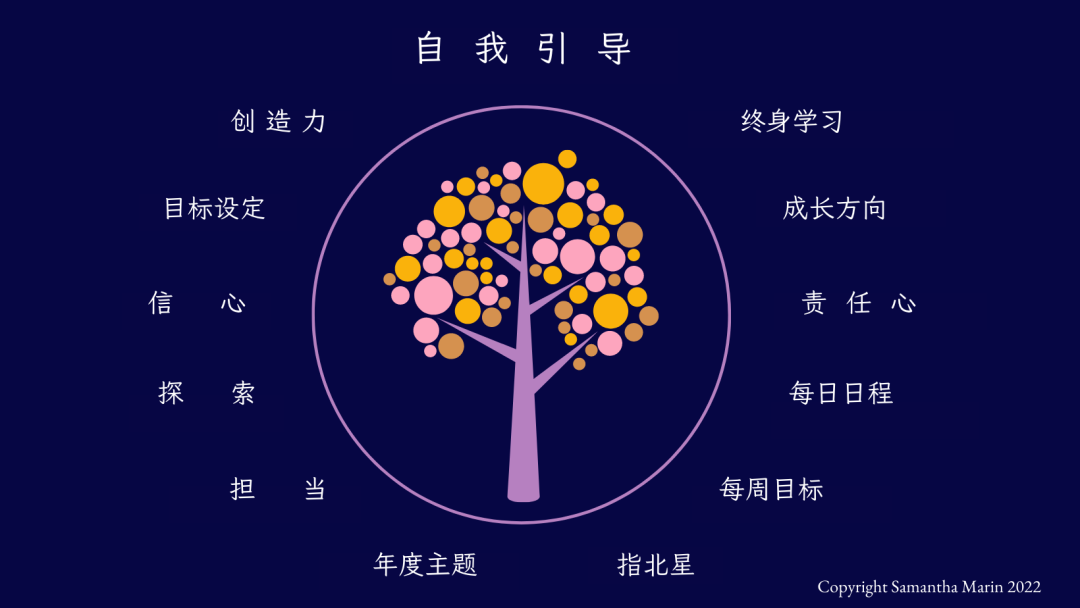 自我引导
创造力
终身学习
目标设定
成长方向
信心
责任心
探索
每日日程
担当
每周目标
年度主题
指北星
Copyright Samantha Marin 2022